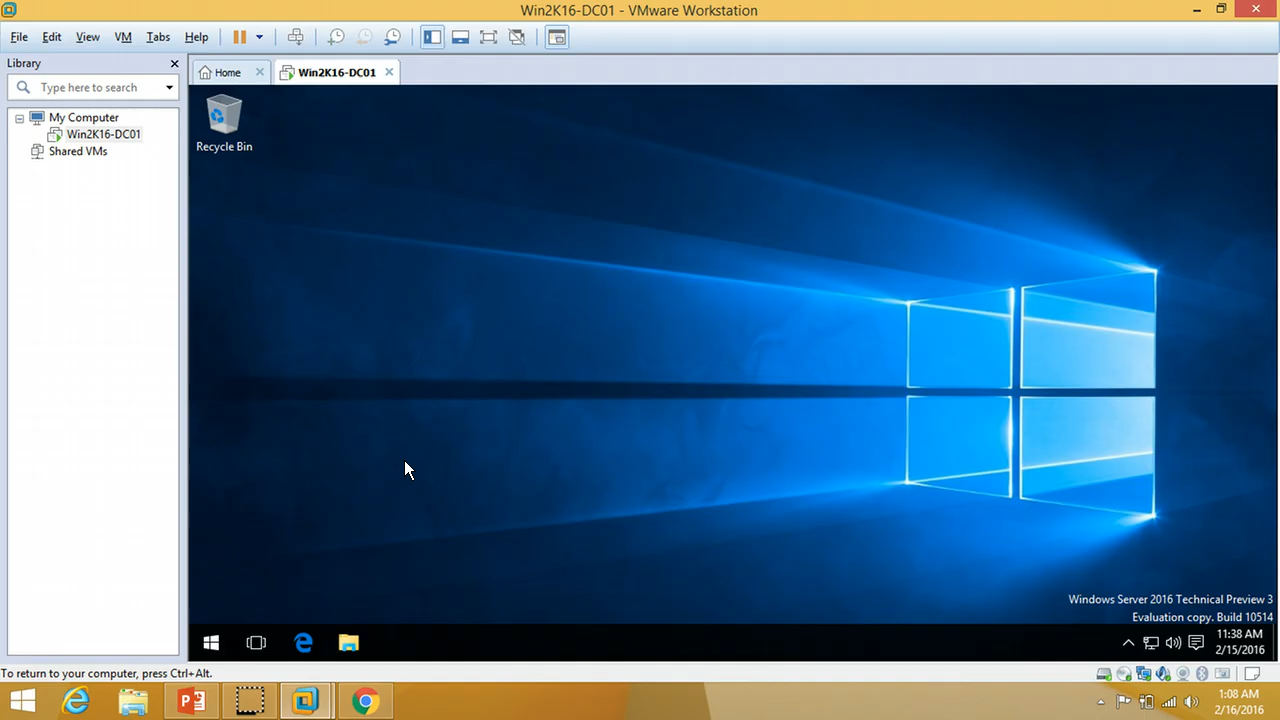 Win2K16-DC01 - VMware Workstation
File Edit View VM Tabs Help
Library
Home Win2K16-DC01
Type here to search
My Computer
Win2K16-DC01
Shared VMs
Recycle Bin
Windows Server 2016 Technical Preview 3
Evaluation copy. Build 10514
11:38 AM
2/15/2016
To return to your computer, press Ctrl+Alt.
1:08 AM
2/16/2016